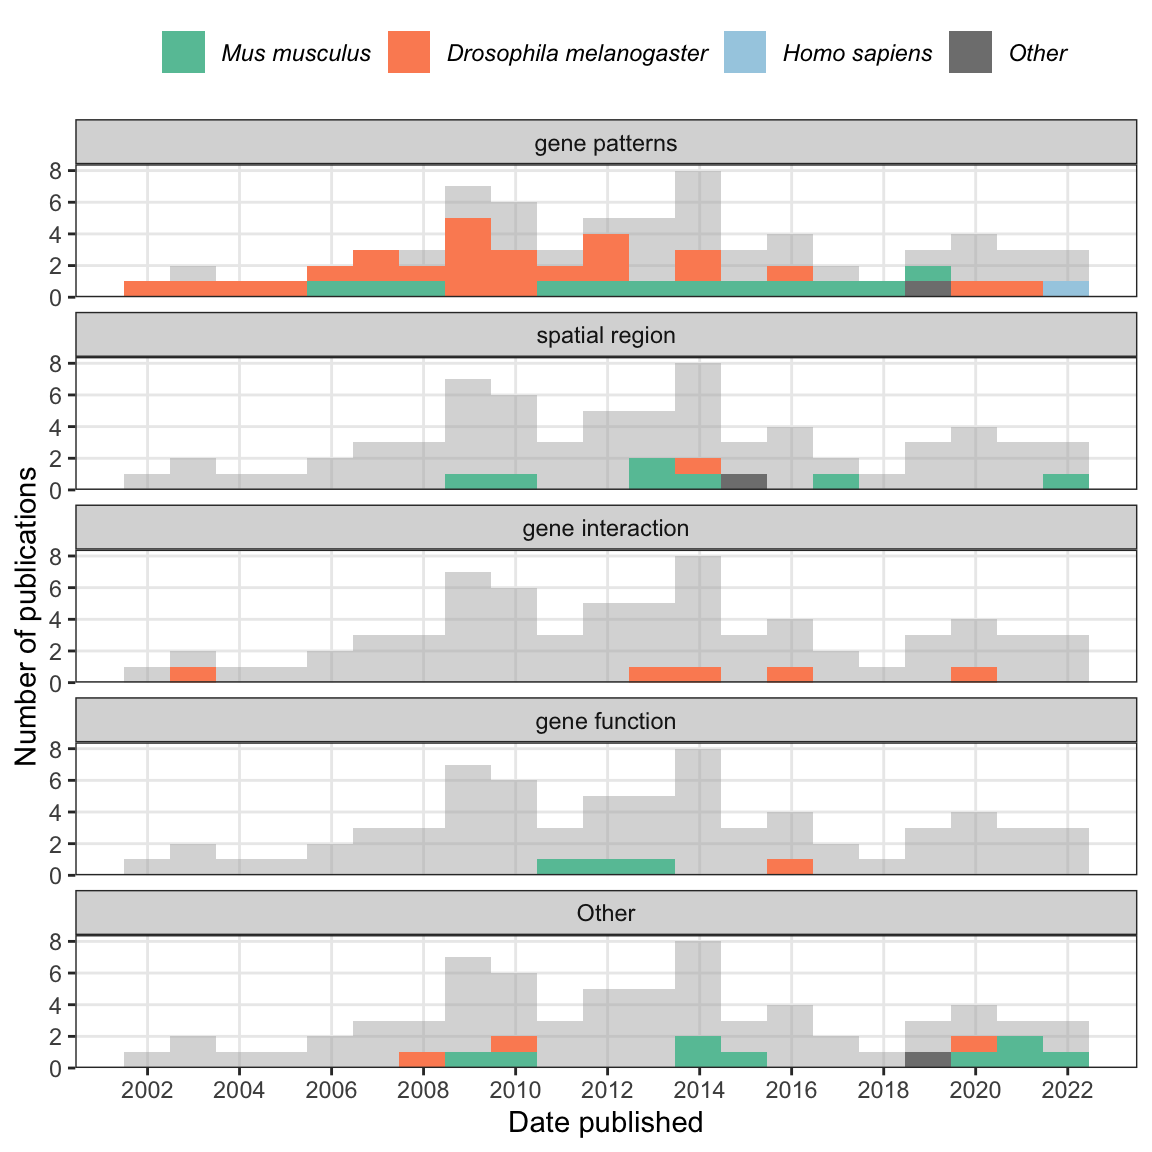 Mus musculus Drosophila melanogaster Homo sapiens Other
gene patterns
8
6
4
2
0
spatial region
8
6
4
2
0
gene interaction
8
6
4
2
0
gene function
8
6
4
2
0
Other
8
6
4
2
0
Number of publications
2002 2004 2006 2008 2010 2012 2014 2016 2018 2020 2022
Date published